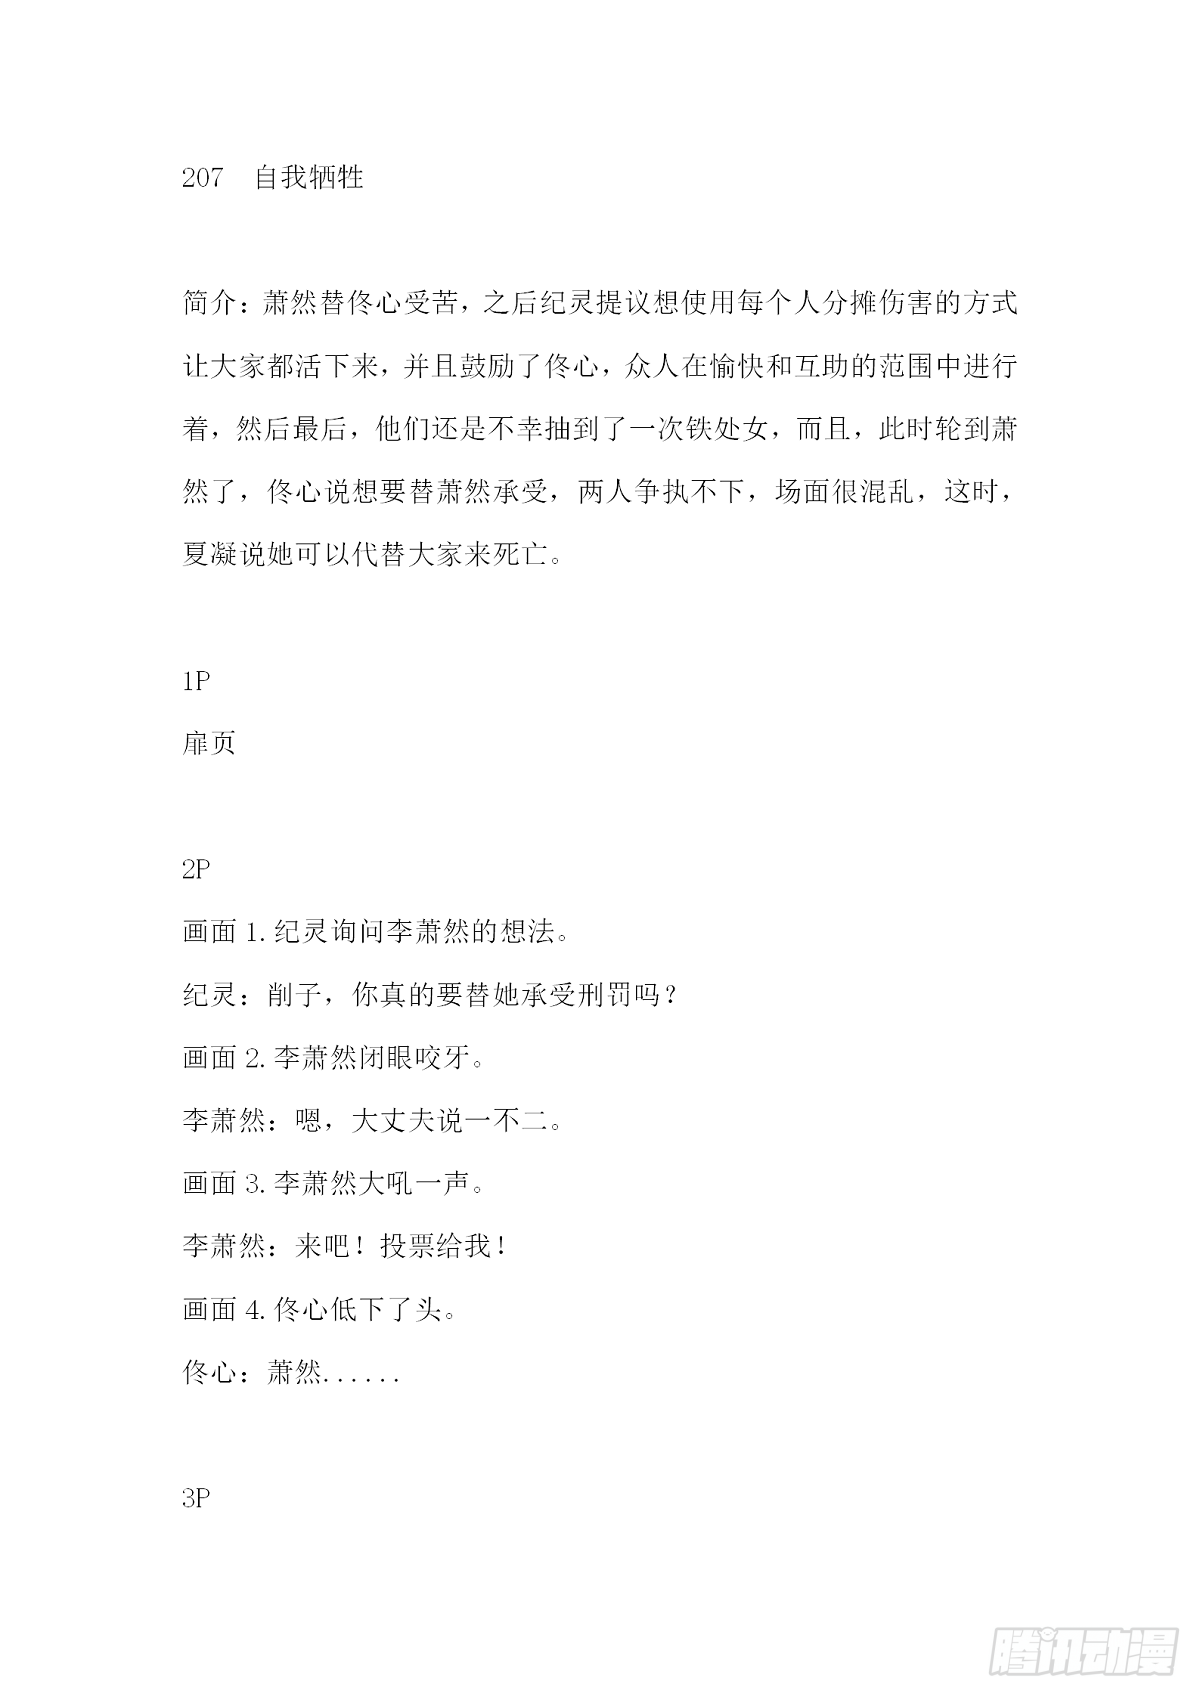 207 自我牺牲
简介：萧然替佟心受苦，之后纪灵提议想使用每个人分摊伤害的方式
让大家都活下来，并且鼓励了佟心，众人在愉快和互助的范围中进行
着，然后最后，他们还是不幸抽到了一次铁处女，而且，此时轮到萧
然了，佟心说想要替萧然承受，两人争执不下，场面很混乱，这时，
夏凝说她可以代替大家来死亡。
1P
扉页
2P
画面 1.纪灵询问李萧然的想法。
纪灵：削子，你真的要替她承受刑罚吗？
画面 2.李萧然闭眼咬牙。
李萧然：嗯，大丈夫说一不二。
画面 3.李萧然大吼一声。
李萧然：来吧！投票给我！
画面 4.佟心低下了头。
佟心：萧然......
3P
腾讯动漫